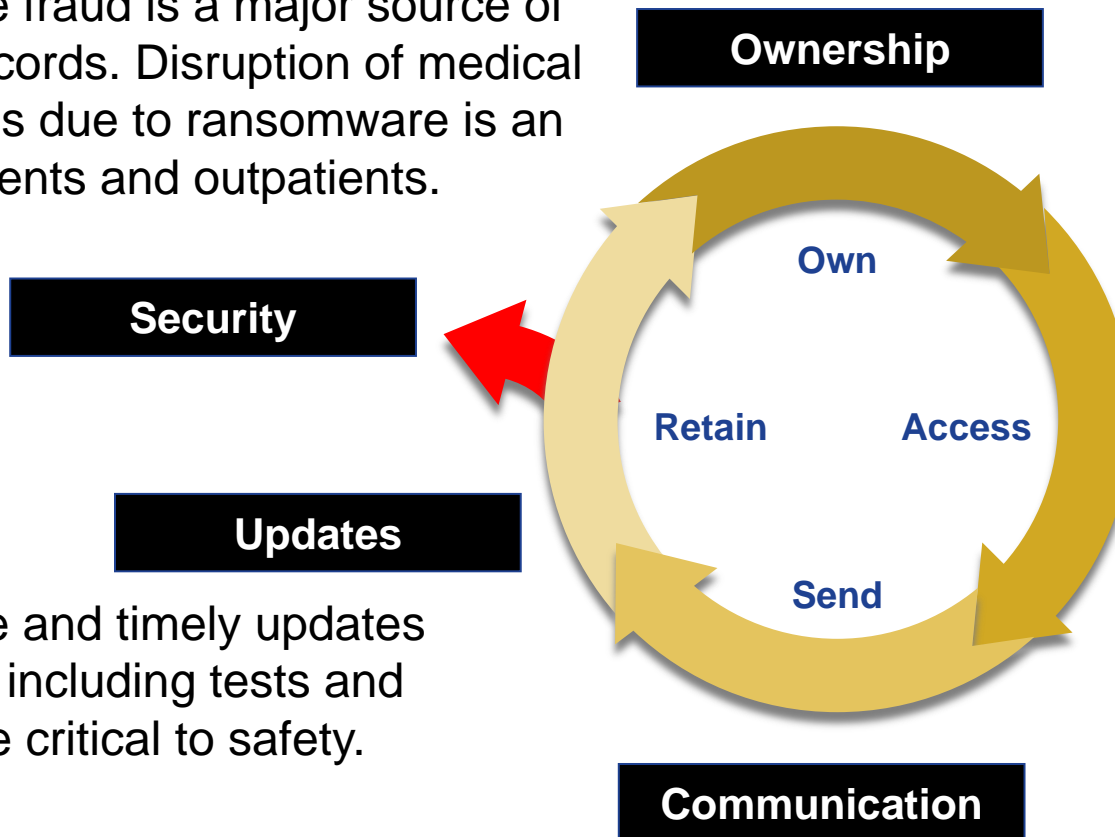 e fraud is a major source of
cords. Disruption of medical
s due to ransomware is an
ents and outpatients.
Ownership
Own
Security
Retain
Access
Updates
Send
e and timely updates
including tests and
e critical to safety.
Communication